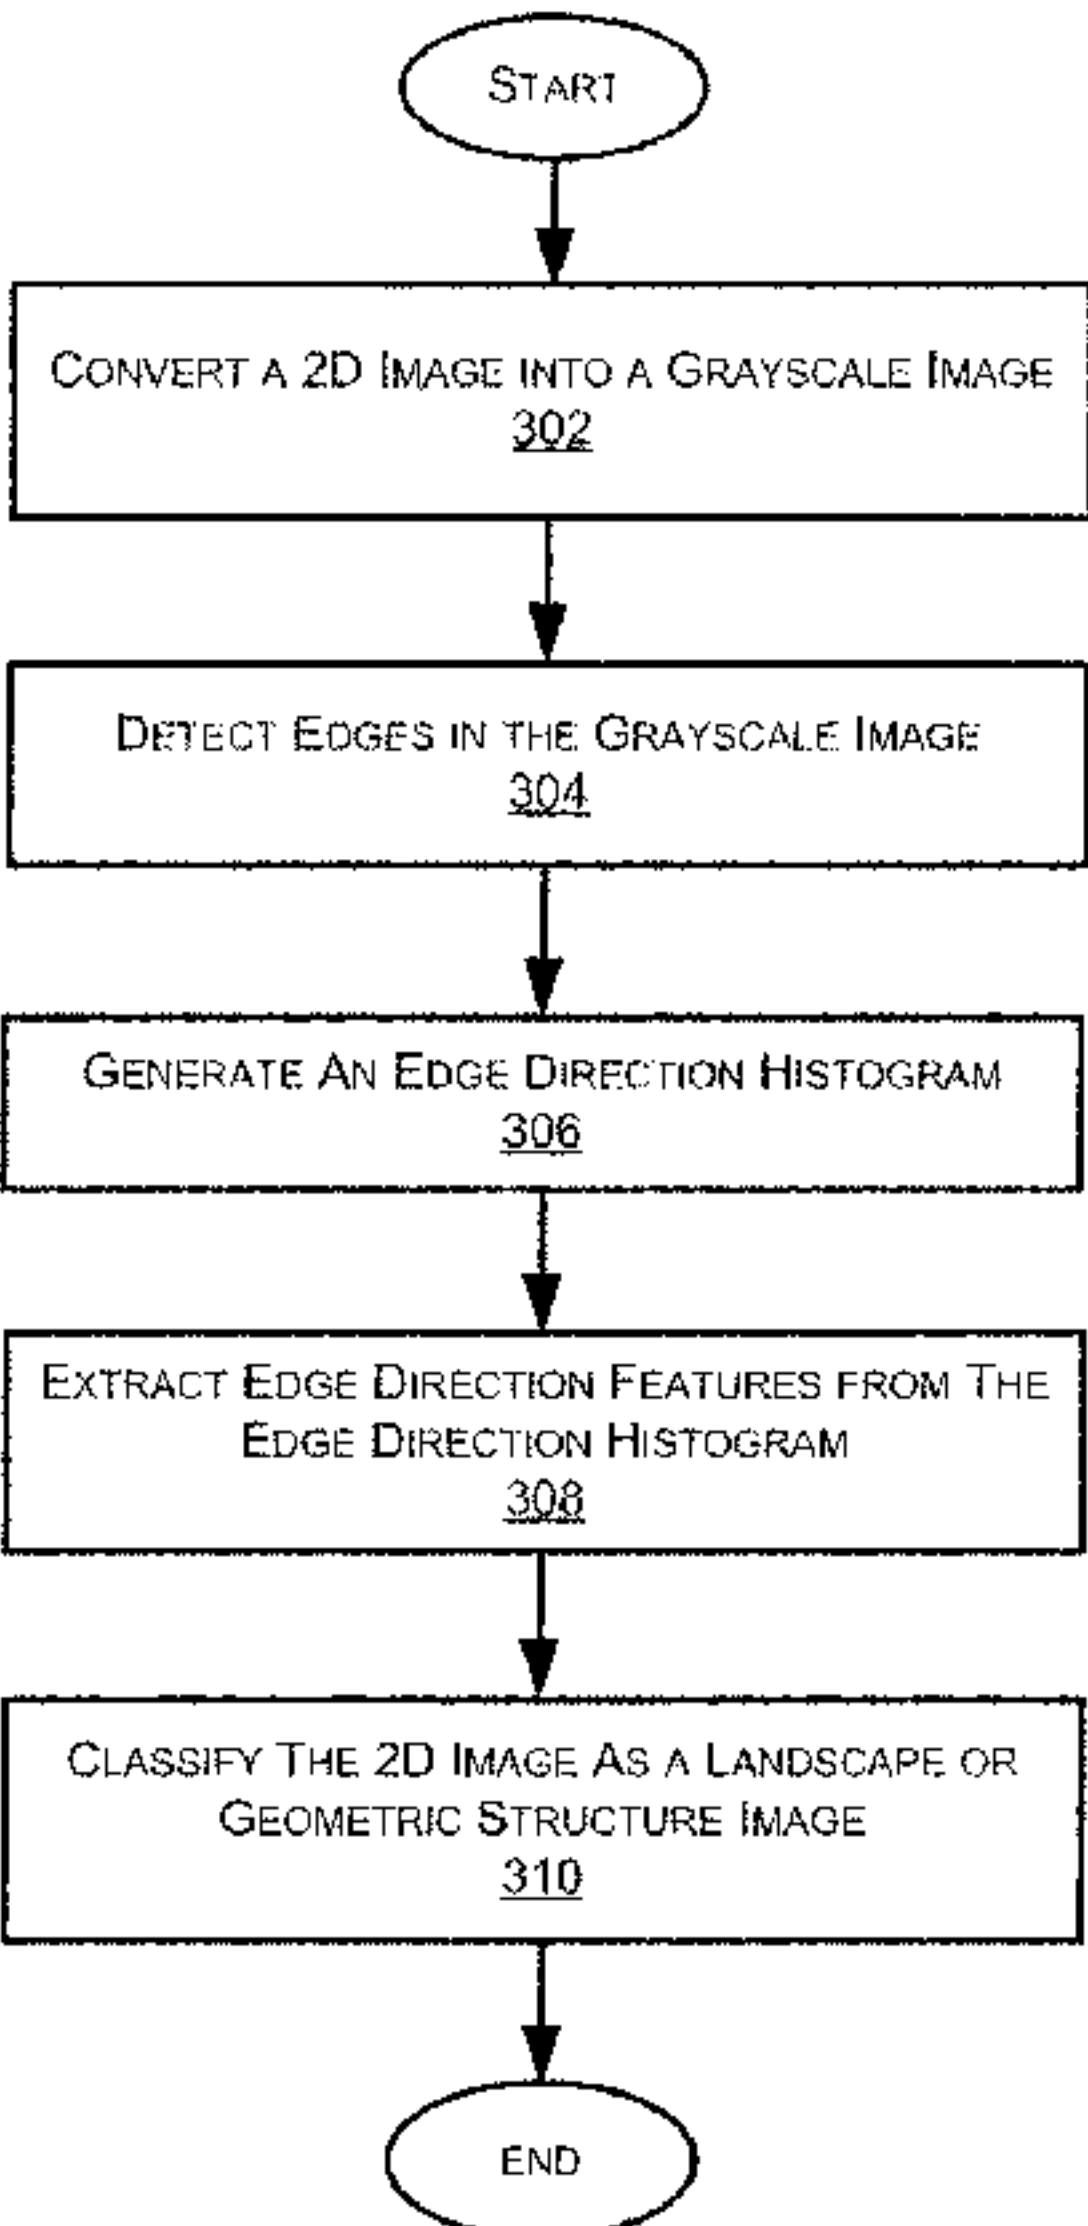 START
CONVERT A 2D IMAGE INTO A GRAYSCALE IMAGE
302
DETECT EDGES IN THE GRAYSCALE IMAGE
304
GENERATE AN EDGE DIRECTION HISTOGRAM
306
EXTRACT EDGE DIRECTION FEATURES FROM THE
EDGE DIRECTION HISTOGRAM
308
CLASSIFY THE 2D IMAGE AS A LANDSCAPE OR
GEOMETRIC STRUCTURE IMAGE
310
END